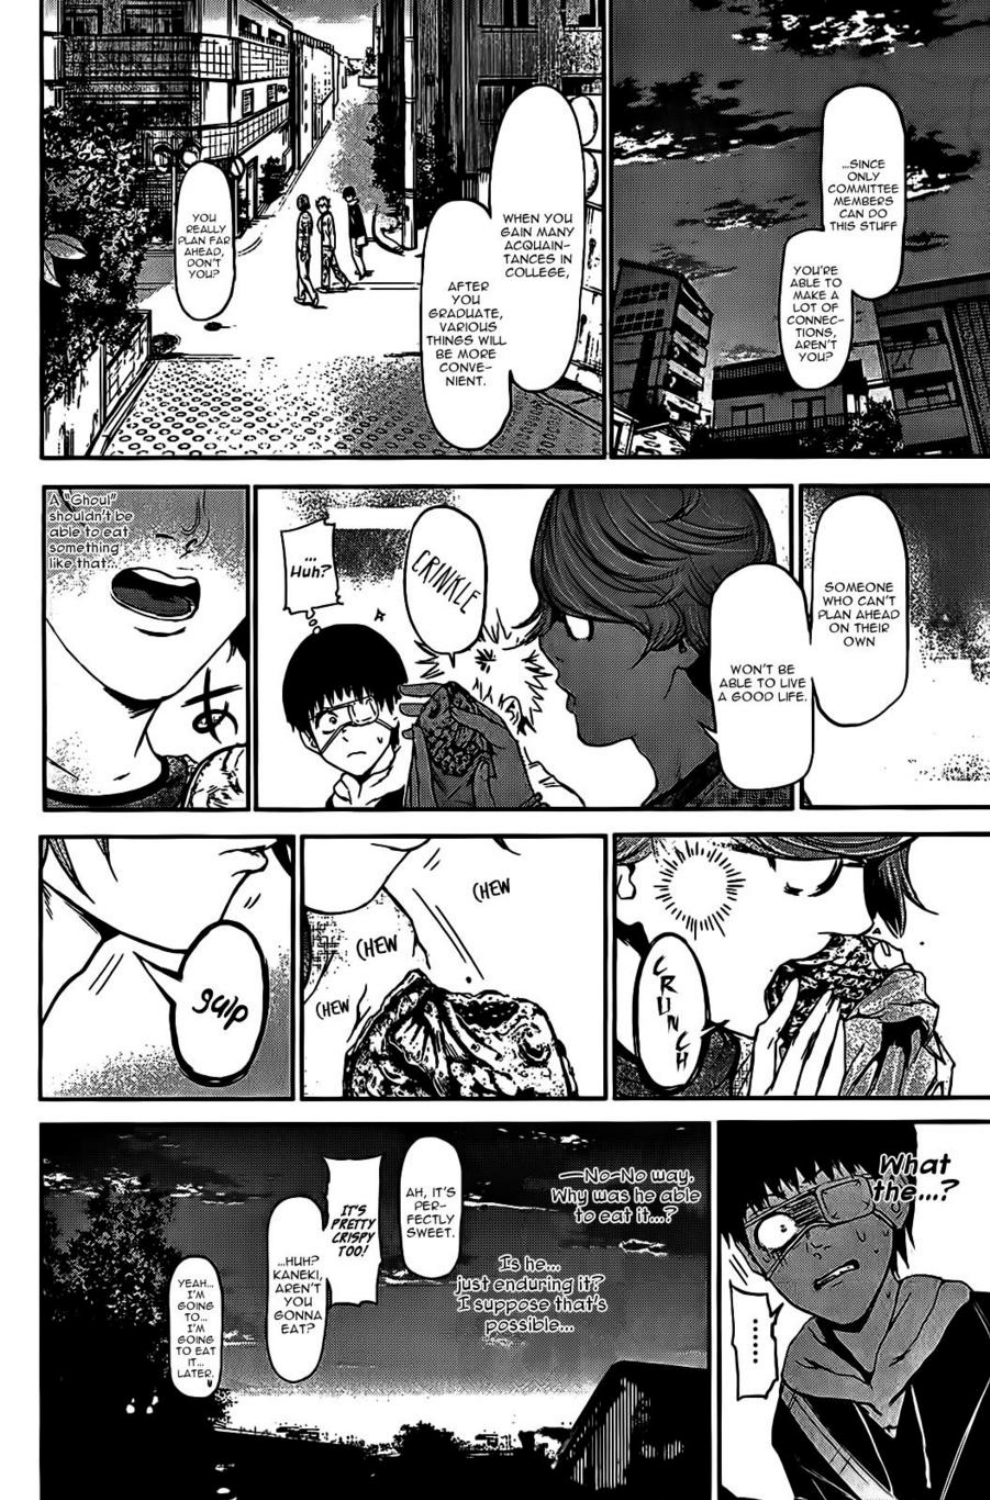 ...SINCE
ONLY
COMMITTEE
MEMBERS
CAN DO
THIS STUFF
YOU'RE
ABLE TO
MAKE A
LOT OF
CONNEC-
TIONS,
AREN'T
YOU?
WHEN YOU
GAIN MANY
ACQUAIN-
TANCES IN
COLLEGE,
AFTER
YOU
GRADUATE,
VARIOUS
THINGS WILL
BE MORE
CONVE-
NIENT.
YOU
REALLY
PLAN FAR
AHEAD,
DON'T
YOU?
SOMEONE
WHO CAN'T
PLAN AHEAD
ON THEIR
OWN
WON'T BE
ABLE TO LIVE
A GOOD LIFE.
CRINKLE
...
Huh?
A "Ghoul"
shouldn't be
able to eat
something
like that...
あ
CRUNCH
CHEW
CHEW
CHEW
gulp
What
the...?
......
—No-No way.
Why was he able
to eat it...?
Is he...
just enduring it?
I suppose that's
possible...
AH, IT'S
PER-
FECTLY
SWEET.
IT'S
PRETTY
CRISPY
TOO!
...HUH?
KANEKI,
AREN'T
YOU
GONNA
EAT?
YEAH...
I'M
GOING
TO...
I'M
GOING
TO EAT
IT...
LATER.